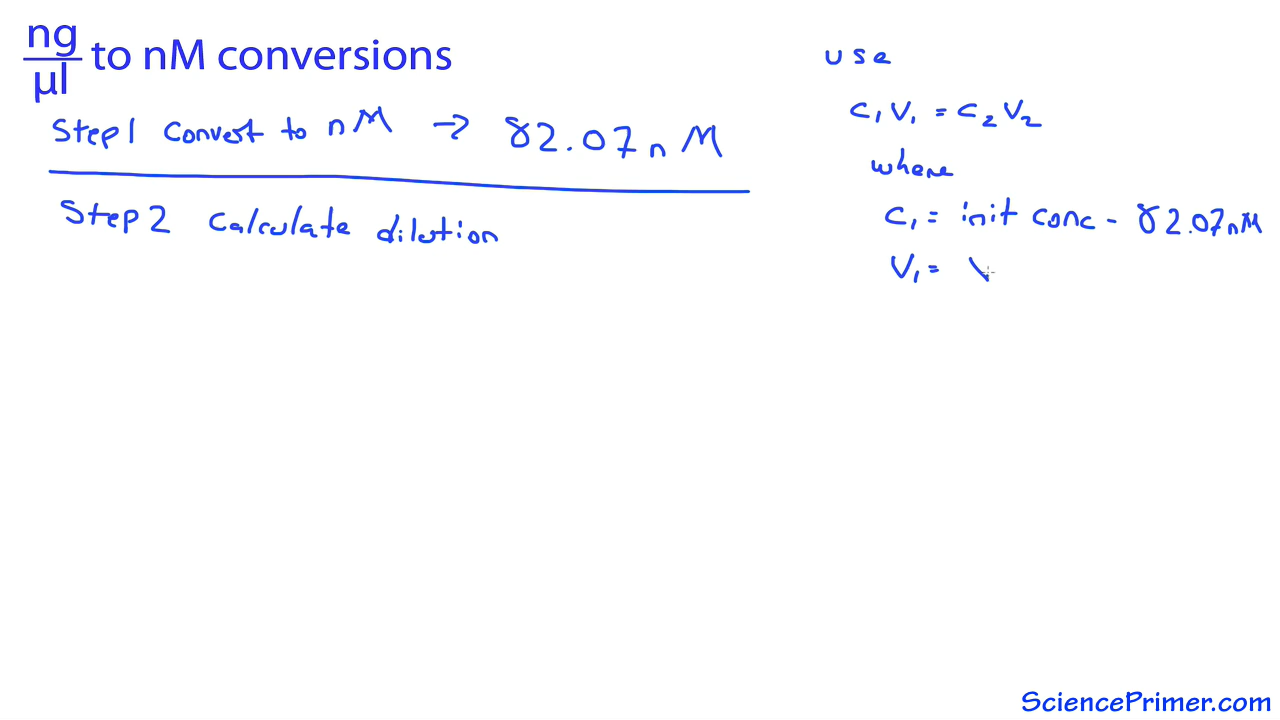 ng/µl to nM conversions
Step 1 Convert to nM → 82.07 nM
Step 2 Calculate dilution
use
C₁V₁ = C₂V₂
where
C₁ = init conc - 82.07nM
V₁ =
SciencePrimer.com